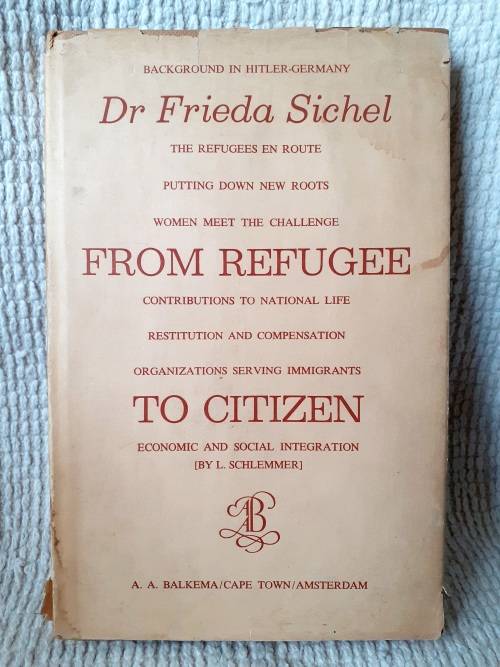 BACKGROUND IN HITLER-GERMANY
Dr Frieda Sichel
THE REFUGEES EN ROUTE
PUTTING DOWN NEW ROOTS
WOMEN MEET THE CHALLENGE
FROM REFUGEE
CONTRIBUTIONS TO NATIONAL LIFE
RESTITUTION AND COMPENSATION
ORGANIZATIONS SERVING IMMIGRANTS
TO CITIZEN
ECONOMIC AND SOCIAL INTEGRATION
[BY L. SCHLEMMER]
AAB
A. A. BALKEMA/CAPE TOWN/AMSTERDAM